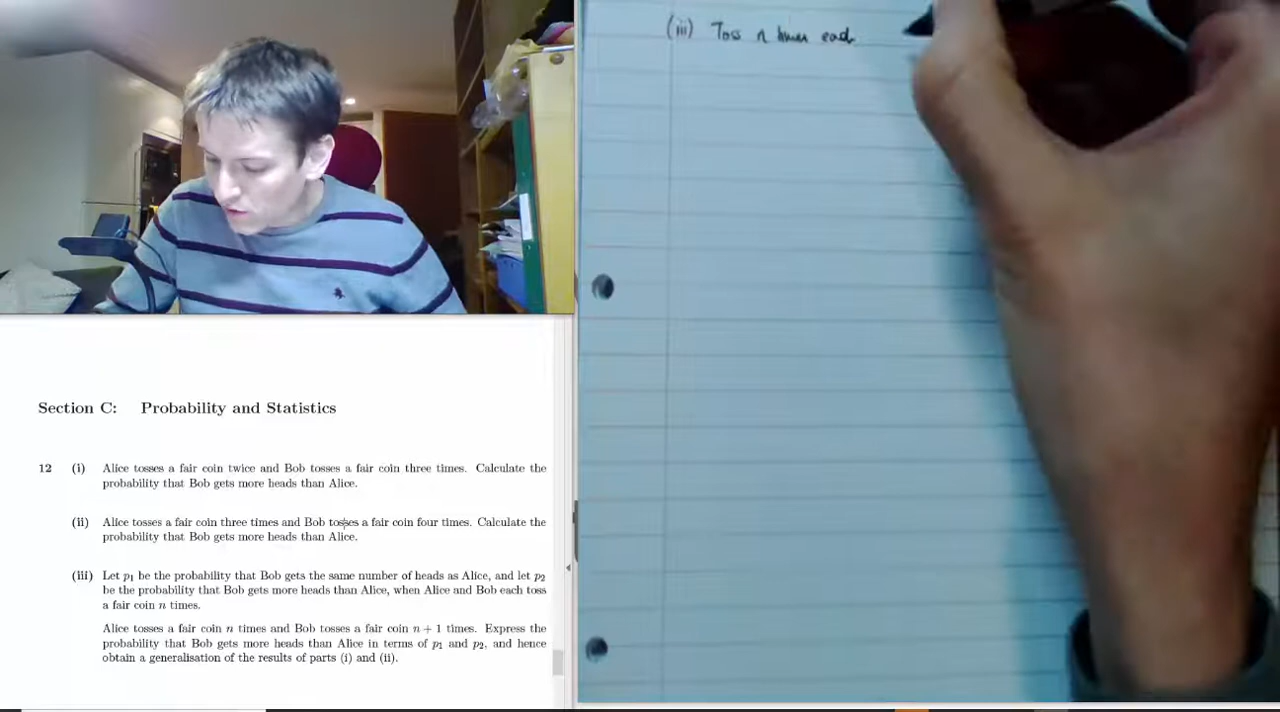 (iii) Toss n times each
Section C: Probability and Statistics
12 (i) Alice tosses a fair coin twice and Bob tosses a fair coin three times. Calculate the
probability that Bob gets more heads than Alice.
(ii) Alice tosses a fair coin three times and Bob tosses a fair coin four times. Calculate the
probability that Bob gets more heads than Alice.
(iii) Let p₁ be the probability that Bob gets the same number of heads as Alice, and let p₂
be the probability that Bob gets more heads than Alice, when Alice and Bob each toss
a fair coin n times.
Alice tosses a fair coin n times and Bob tosses a fair coin n + 1 times. Express the
probability that Bob gets more heads than Alice in terms of p₁ and p₂, and hence
obtain a generalisation of the results of parts (i) and (ii).